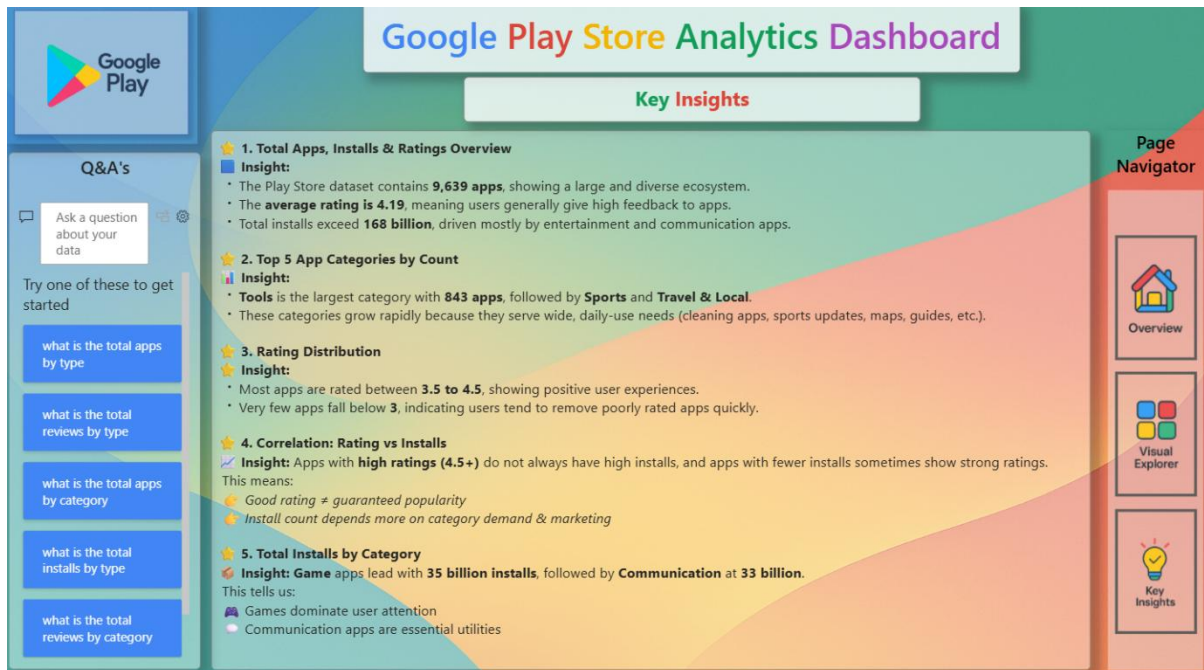 Google Play
Google Play Store Analytics Dashboard
Key Insights
Q&A's
Ask a question
about your
data
Try one of these to get
started
what is the total apps
by type
what is the total
reviews by type
what is the total apps
by category
what is the total
installs by type
what is the total
reviews by category
1. Total Apps, Installs & Ratings Overview
Insight:
• The Play Store dataset contains 9,639 apps, showing a large and diverse ecosystem.
• The average rating is 4.19, meaning users generally give high feedback to apps.
• Total installs exceed 168 billion, driven mostly by entertainment and communication apps.
2. Top 5 App Categories by Count
Insight:
• Tools is the largest category with 843 apps, followed by Sports and Travel & Local.
• These categories grow rapidly because they serve wide, daily-use needs (cleaning apps, sports updates, maps, guides, etc.).
3. Rating Distribution
Insight:
• Most apps are rated between 3.5 to 4.5, showing positive user experiences.
• Very few apps fall below 3, indicating users tend to remove poorly rated apps quickly.
4. Correlation: Rating vs Installs
Insight: Apps with high ratings (4.5+) do not always have high installs, and apps with fewer installs sometimes show strong ratings.
This means:
Good rating ≠ guaranteed popularity
Install count depends more on category demand & marketing
5. Total Installs by Category
Insight: Game apps lead with 35 billion installs, followed by Communication at 33 billion.
This tells us:
Games dominate user attention
Communication apps are essential utilities
Page
Navigator
Overview
Visual
Explorer
Key
Insights